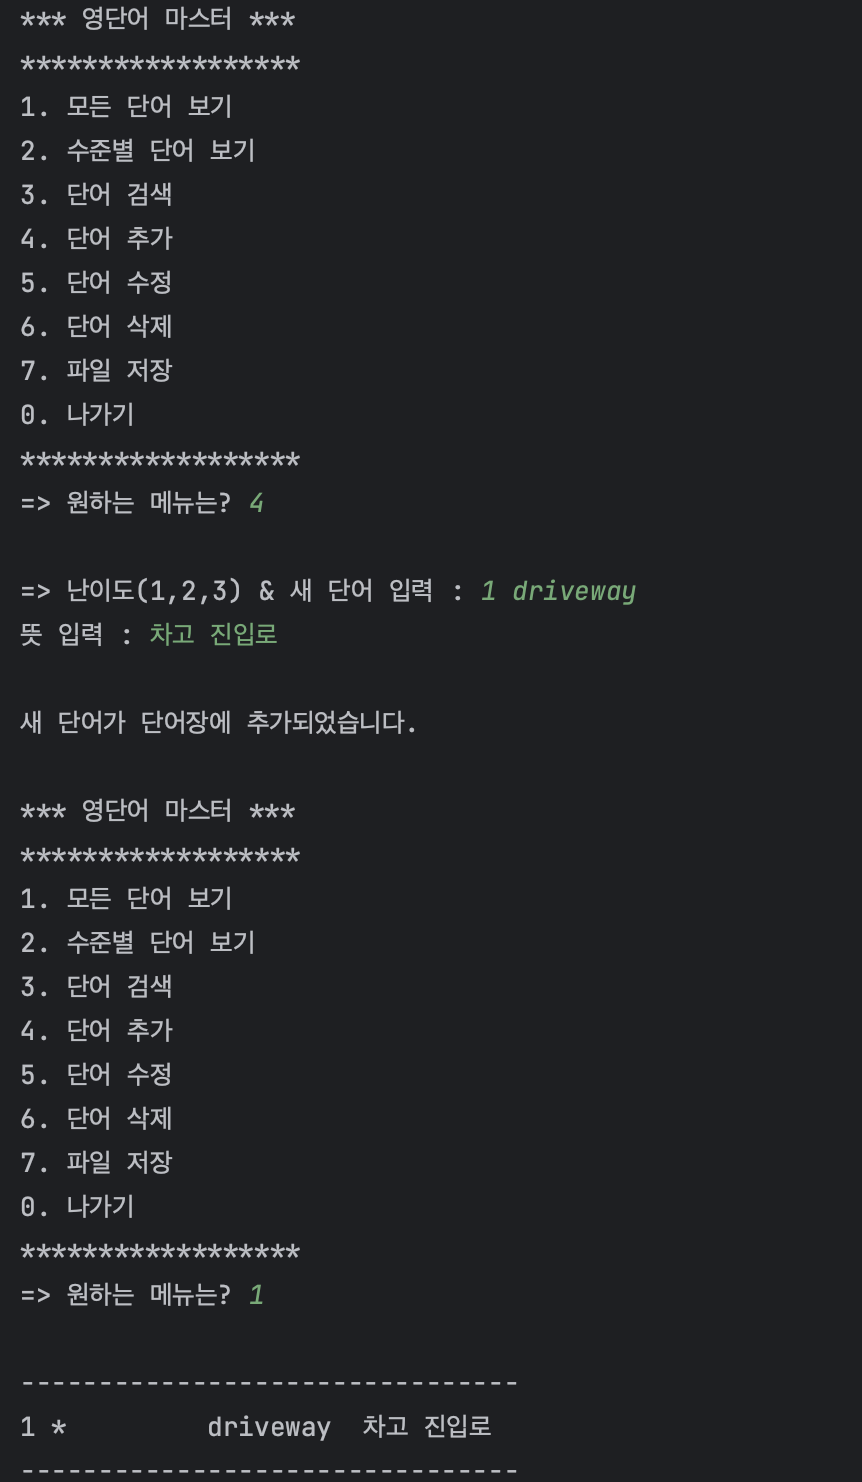 *** 영단어 마스터 ***
******************
1. 모든 단어 보기
2. 수준별 단어 보기
3. 단어 검색
4. 단어 추가
5. 단어 수정
6. 단어 삭제
7. 파일 저장
0. 나가기
******************
=> 원하는 메뉴는? 4
=> 난이도(1,2,3) & 새 단어 입력 : 1 driveway
뜻 입력 : 차고 진입로
새 단어가 단어장에 추가되었습니다.
*** 영단어 마스터 ***
******************
1. 모든 단어 보기
2. 수준별 단어 보기
3. 단어 검색
4. 단어 추가
5. 단어 수정
6. 단어 삭제
7. 파일 저장
0. 나가기
******************
=> 원하는 메뉴는? 1
--------------------------------
1 *         driveway  차고 진입로
--------------------------------